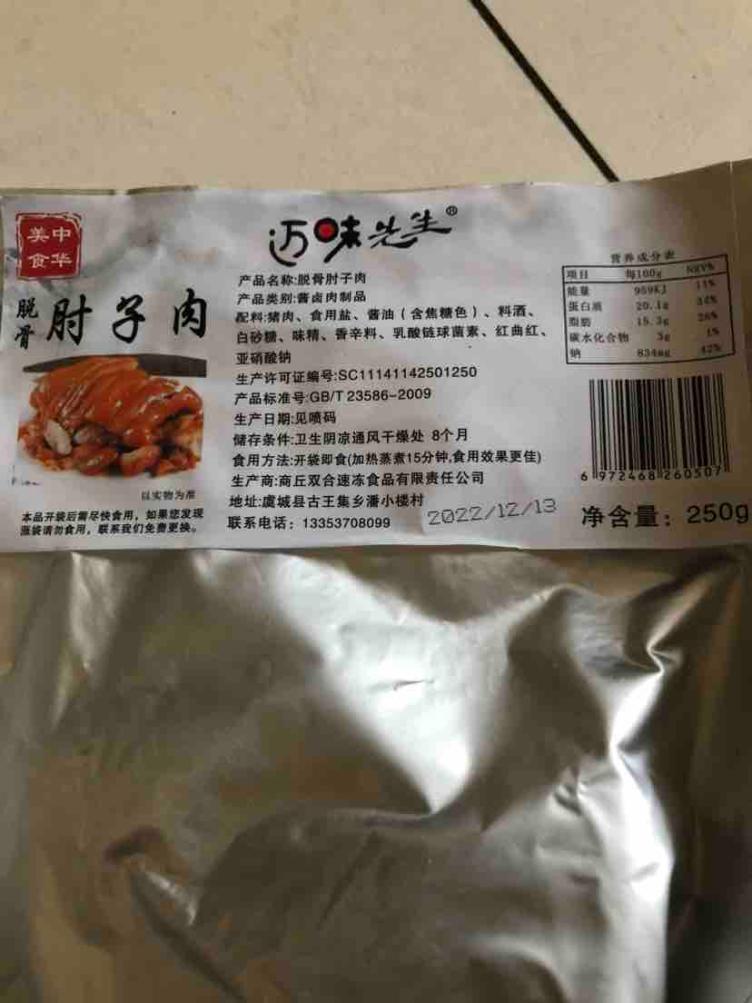 中华
美食
脱骨肘子肉
以实物为准
本品开袋后需尽快食用，如果您发现
涨袋请勿食用，联系我们免费更换。
迈味先生®
产品名称:脱骨肘子肉
产品类别:酱卤肉制品
配料:猪肉、食用盐、酱油（含焦糖色）、料酒、
白砂糖、味精、香辛料、乳酸链球菌素、红曲红、
亚硝酸钠
生产许可证编号:SC11141142501250
产品标准号:GB/T 23586-2009
生产日期:见喷码
储存条件:卫生阴凉通风干燥处 8个月
食用方法:开袋即食(加热蒸煮15分钟,食用效果更佳)
生产商:商丘双合速冻食品有限责任公司
地址:虞城县古王集乡潘小楼村
联系电话: 13353708099
2022/12/13
营养成分表
项目 每100g NRV%
能量 959KJ 11%
蛋白质 20.1g 34%
脂肪 15.3g 26%
碳水化合物 3g 1%
钠 834mg 42%
6 972468 260507
净含量: 250g